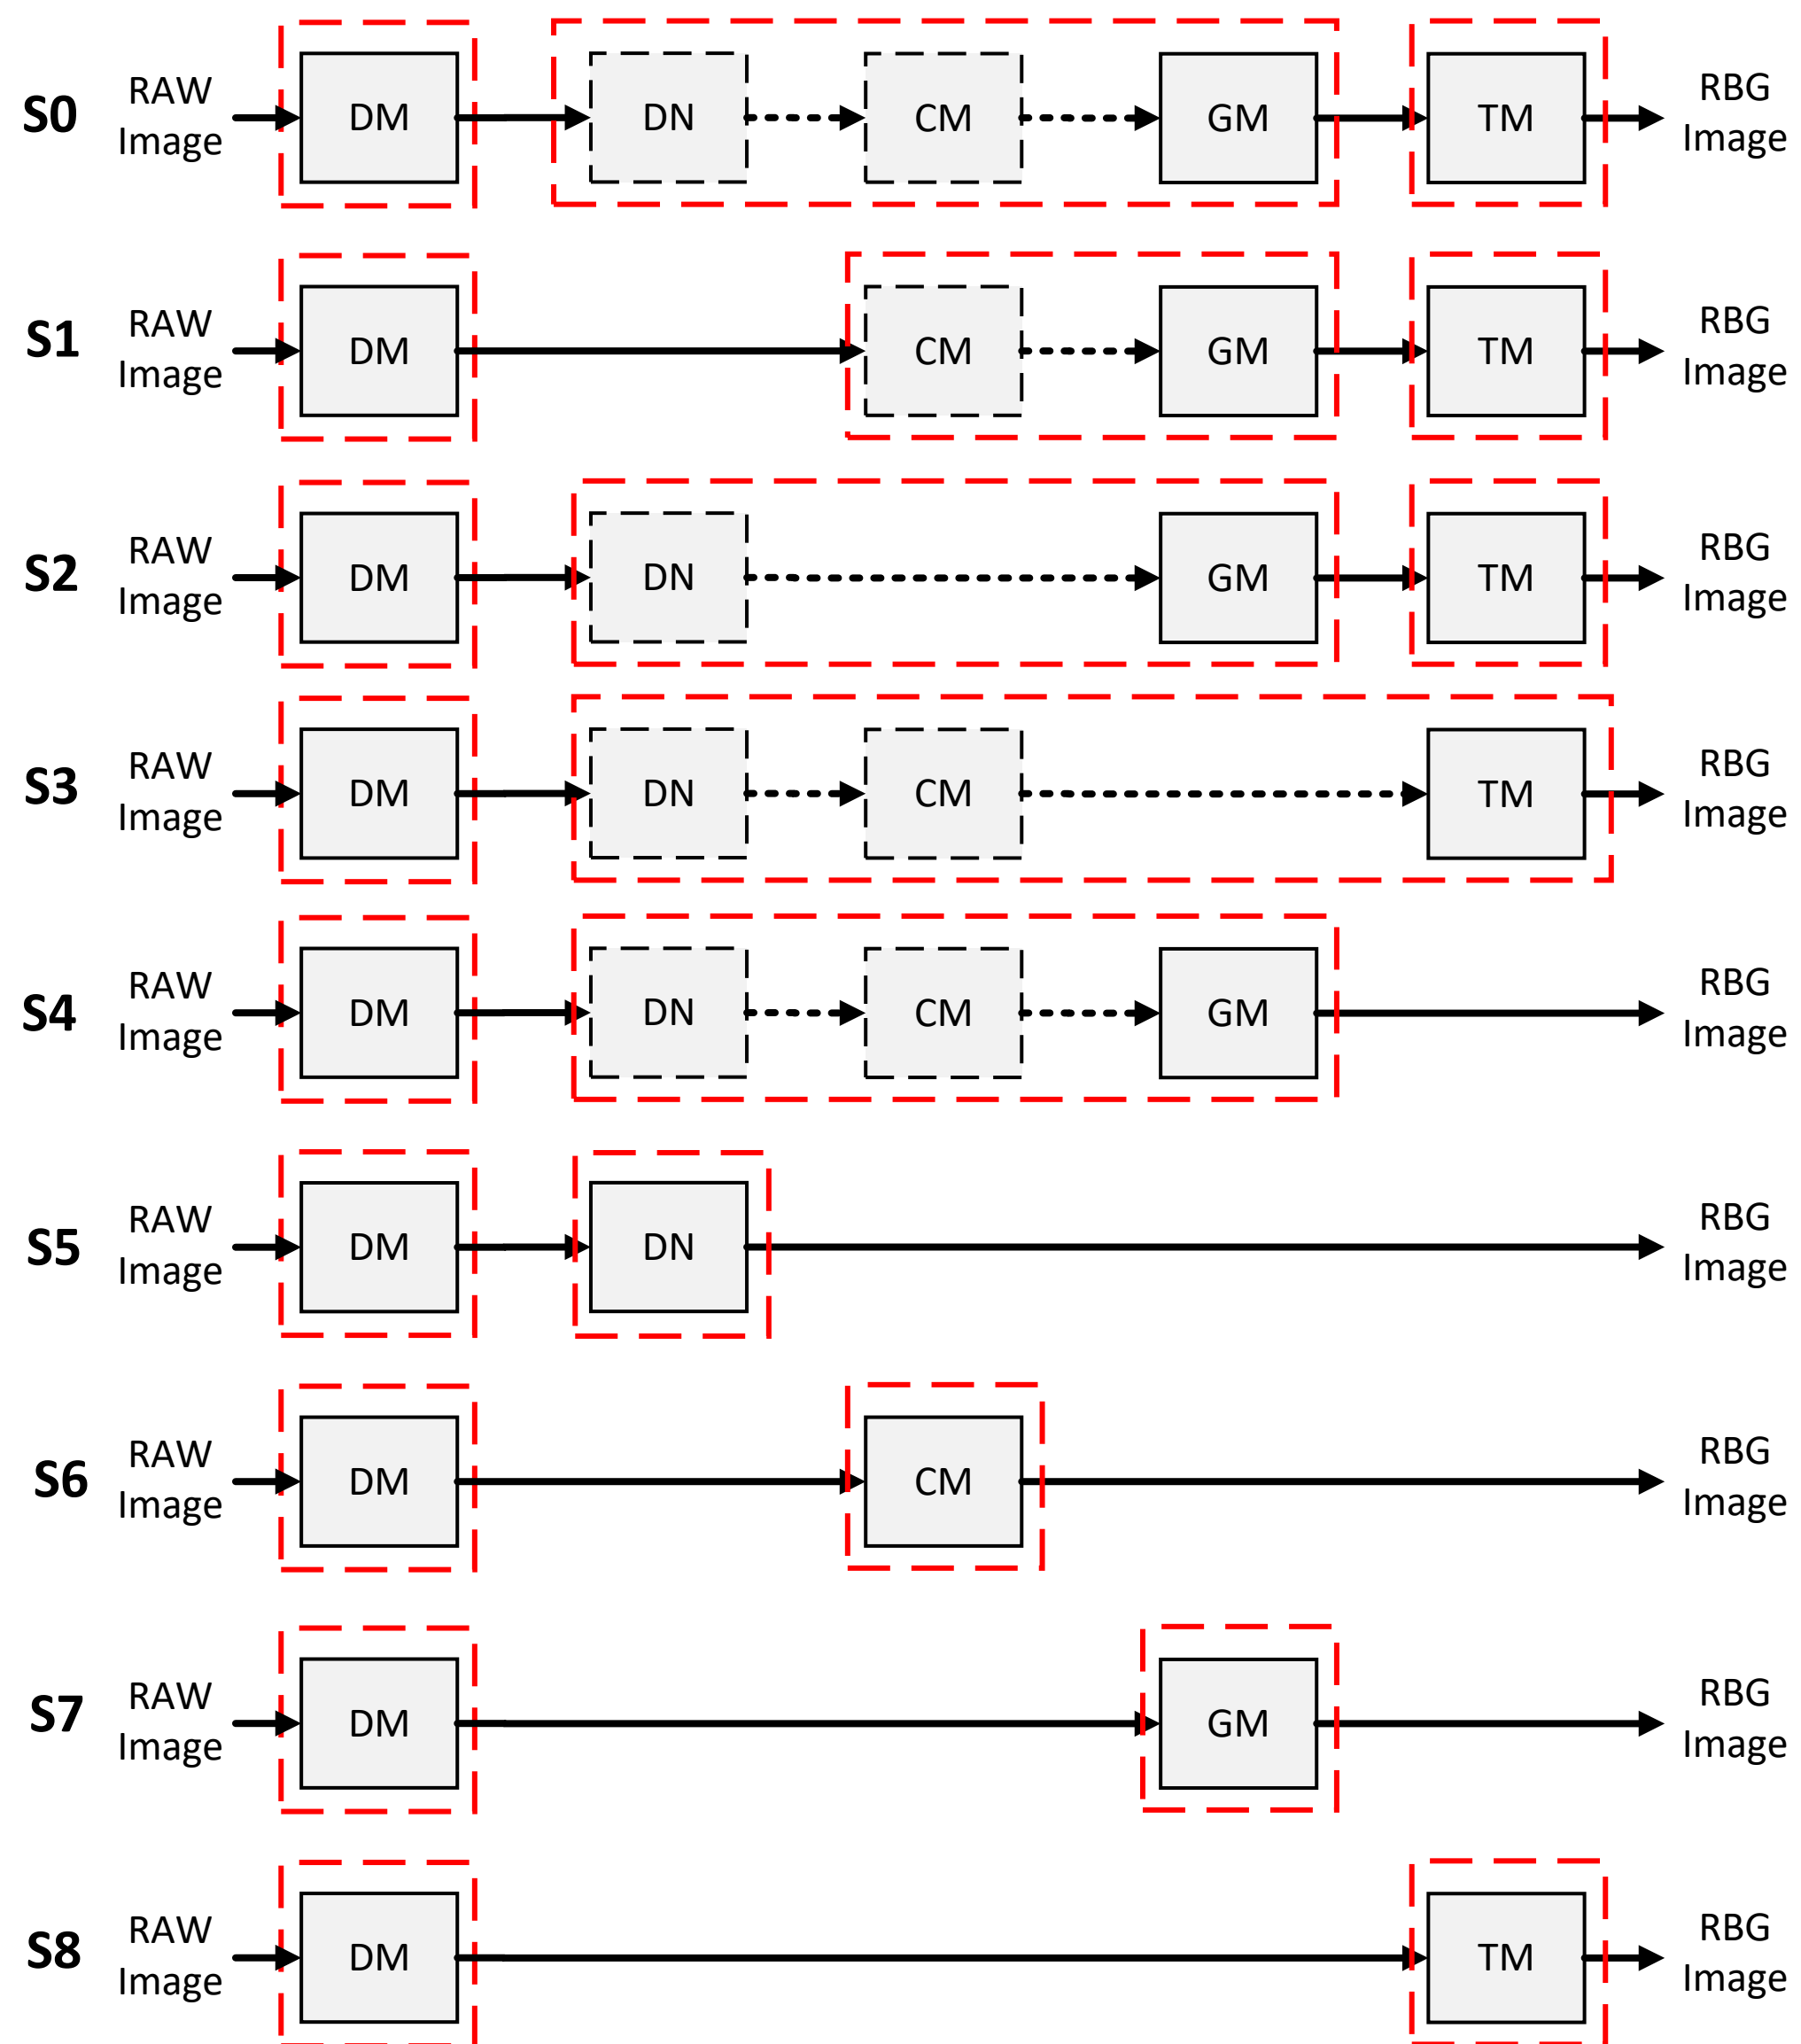 S0 RAW Image DM DN CM GM TM RBG Image
S1 RAW Image DM CM GM TM RBG Image
S2 RAW Image DM DN GM TM RBG Image
S3 RAW Image DM DN CM TM RBG Image
S4 RAW Image DM DN CM GM RBG Image
S5 RAW Image DM DN RBG Image
S6 RAW Image DM CM RBG Image
S7 RAW Image DM GM RBG Image
S8 RAW Image DM TM RBG Image